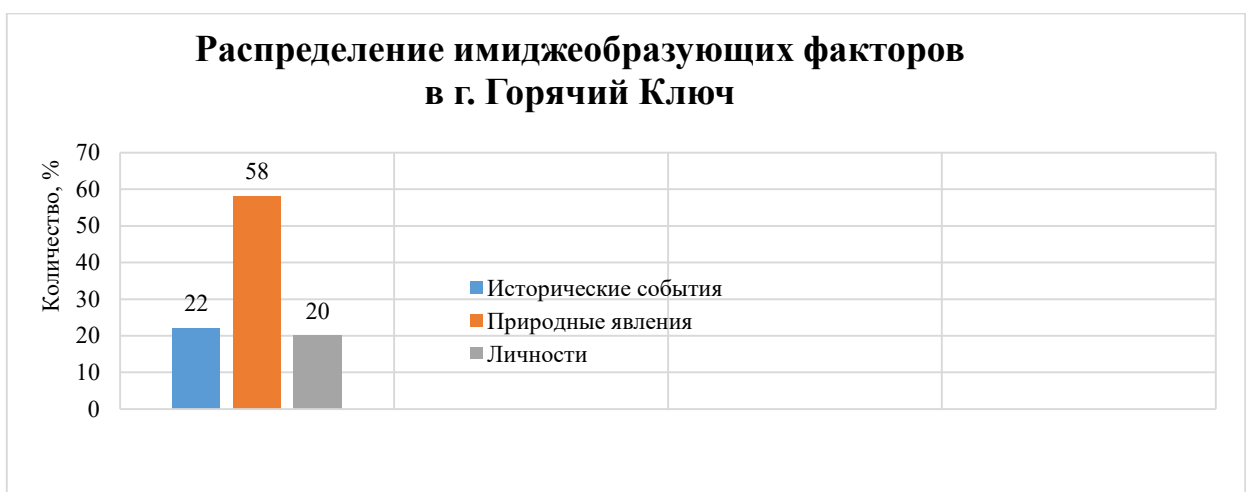 Распределение имиджеобразующих факторов
в г. Горячий Ключ
Количество, %
70
60
50
40
30
20
10
0
22
58
20
Исторические события
Природные явления
Личности